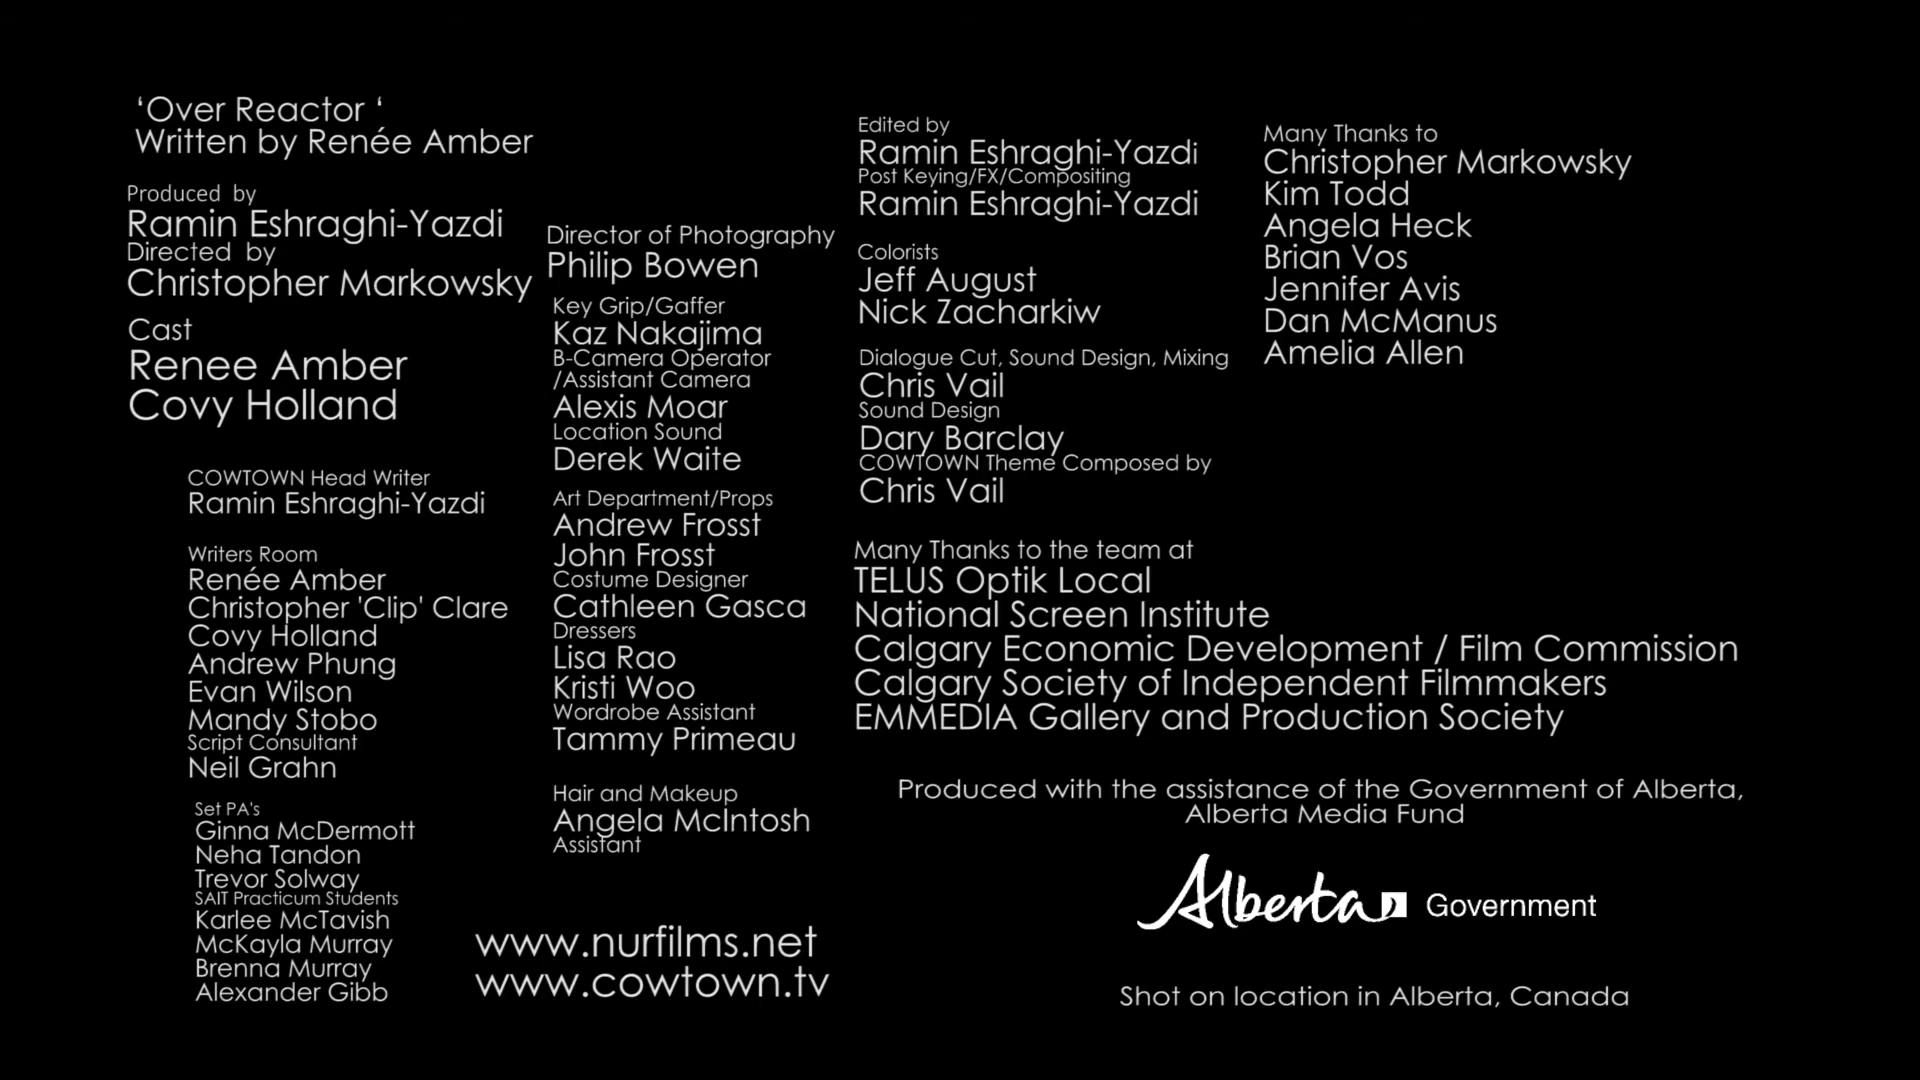 ‘Over Reactor ‘
Written by Renée Amber
Produced by
Ramin Eshraghi-Yazdi
Directed by
Christopher Markowsky
Cast
Renee Amber
Covy Holland
COWTOWN Head Writer
Ramin Eshraghi-Yazdi
Writers Room
Renée Amber
Christopher 'Clip' Clare
Covy Holland
Andrew Phung
Evan Wilson
Mandy Stobo
Script Consultant
Neil Grahn
Set PA's
Ginna McDermott
Neha Tandon
Trevor Solway
SAIT Practicum Students
Karlee McTavish
McKayla Murray
Brenna Murray
Alexander Gibb
Director of Photography
Philip Bowen
Key Grip/Gaffer
Kaz Nakajima
B-Camera Operator
/Assistant Camera
Alexis Moar
Location Sound
Derek Waite
Art Department/Props
Andrew Frosst
John Frosst
Costume Designer
Cathleen Gasca
Dressers
Lisa Rao
Kristi Woo
Wordrobe Assistant
Tammy Primeau
Hair and Makeup
Angela McIntosh
Assistant
www.nurfilms.net
www.cowtown.tv
Edited by
Ramin Eshraghi-Yazdi
Post Keying/FX/Compositing
Ramin Eshraghi-Yazdi
Colorists
Jeff August
Nick Zacharkiw
Dialogue Cut, Sound Design, Mixing
Chris Vail
Sound Design
Dary Barclay
COWTOWN Theme Composed by
Chris Vail
Many Thanks to
Christopher Markowsky
Kim Todd
Angela Heck
Brian Vos
Jennifer Avis
Dan McManus
Amelia Allen
Many Thanks to the team at
TELUS Optik Local
National Screen Institute
Calgary Economic Development / Film Commission
Calgary Society of Independent Filmmakers
EMMEDIA Gallery and Production Society
Produced with the assistance of the Government of Alberta,
Alberta Media Fund
Alberta Government
Shot on location in Alberta, Canada